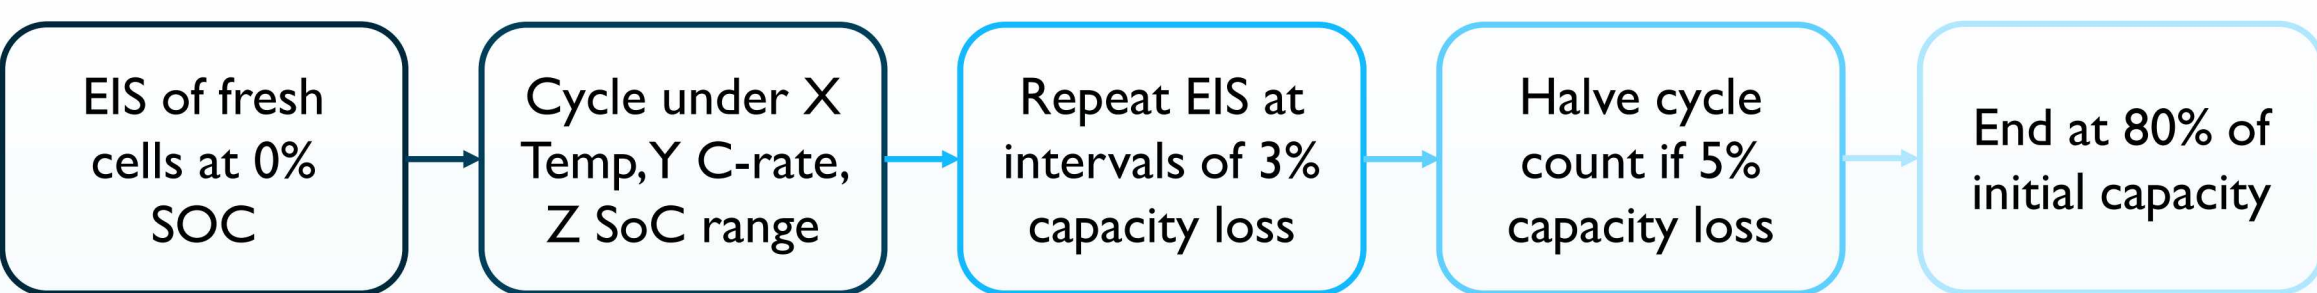 EIS of fresh
cells at 0%
SOC
Cycle under X
Temp, Y C-rate,
Z SoC range
Repeat EIS at
intervals of 3%
capacity loss
Halve cycle
count if 5%
capacity loss
End at 80% of
initial capacity